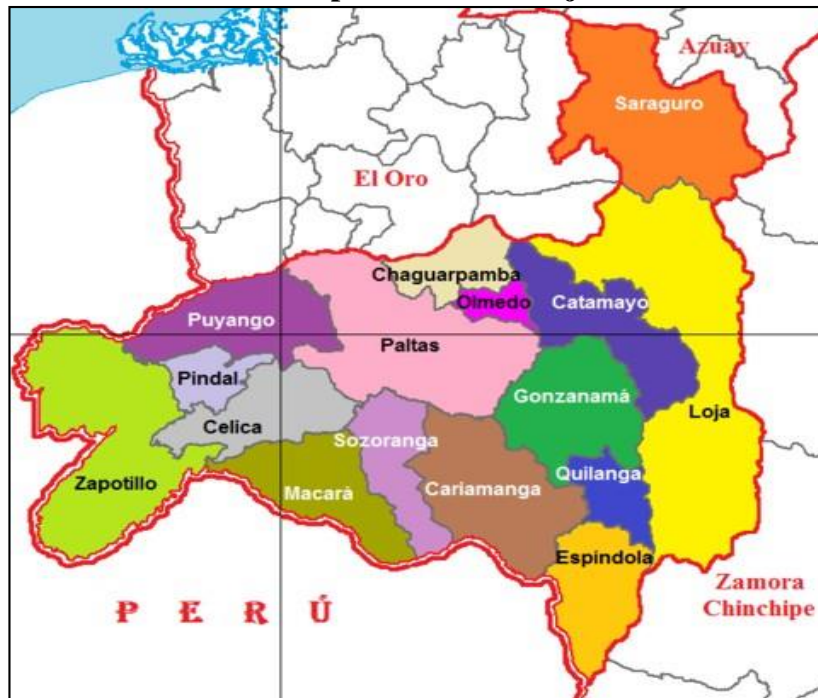 Azuay
Saraguro
El Oro
Chaguarpamba
Olmedo
Catamayo
Puyango
Paltas
Pindal
Gonzanamá
Loja
Celica
Sozoranga
Quilanga
Zapotillo
Macará
Cariamanga
Espindola
Zamora
Chinchipe
P E R Ú